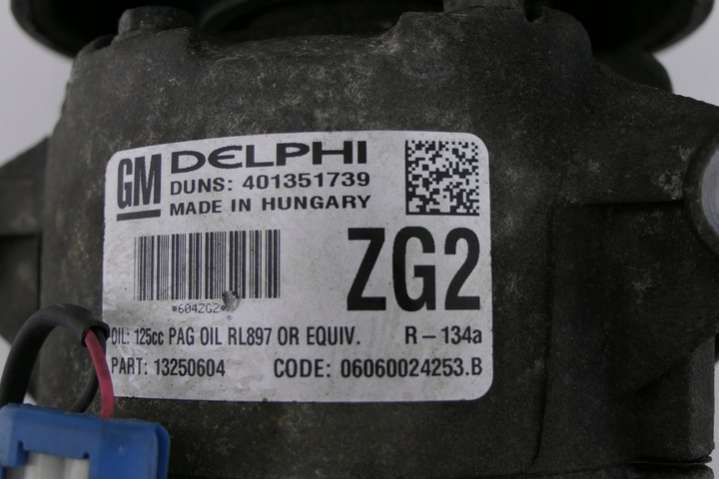 GM DELPHI
DUNS: 401351739
MADE IN HUNGARY
ZG2
*604ZG2*
OIL: 125cc PAG OIL RL897 OR EQUIV. R-134a
PART: 13250604 CODE: 06060024253.B